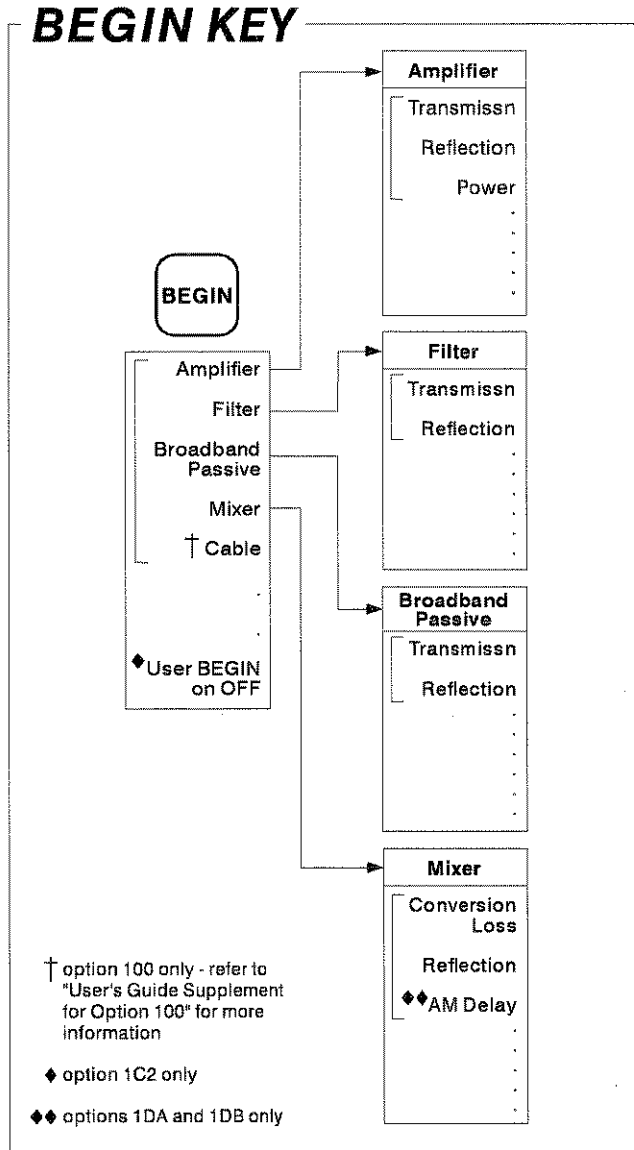 BEGIN KEY
BEGIN
Amplifier
Filter
Broadband
Passive
Mixer
† Cable
♦User BEGIN
on OFF
Amplifier
Transmissn
Reflection
Power
Filter
Transmissn
Reflection
Broadband
Passive
Transmissn
Reflection
Mixer
Conversion
Loss
Reflection
♦♦AM Delay
† option 100 only - refer to
"User's Guide Supplement
for Option 100" for more
information
♦ option 1C2 only
♦♦ options 1DA and 1DB only